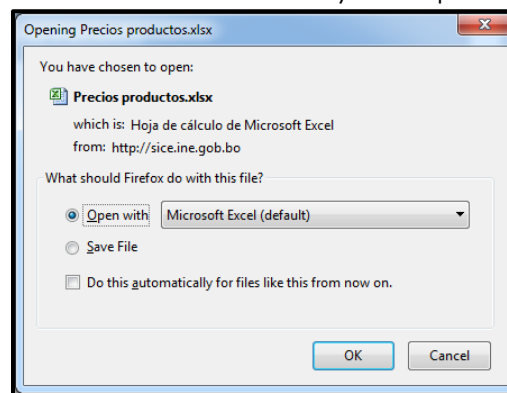 Opening Precios productos.xlsx
You have chosen to open:
Precios productos.xlsx
which is: Hoja de cálculo de Microsoft Excel
from: http://sice.ine.gob.bo
What should Firefox do with this file?
Open with Microsoft Excel (default)
Save File
Do this automatically for files like this from now on.
OK Cancel